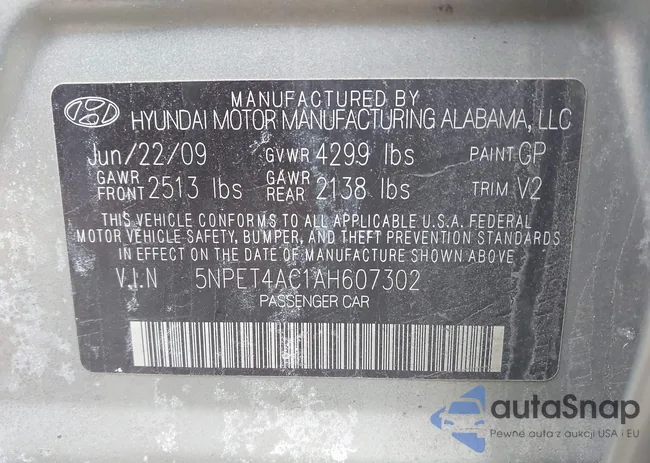 MANUFACTURED BY
HYUNDAI MOTOR MANUFACTURING ALABAMA, LLC
Jun/22/09 GVWR 4299 lbs PAINT GP
GAWR FRONT 2513 lbs GAWR REAR 2138 lbs TRIM V2
THIS VEHICLE CONFORMS TO ALL APPLICABLE U.S.A. FEDERAL
MOTOR VEHICLE SAFETY, BUMPER, AND THEFT PREVENTION STANDARDS
IN EFFECT ON THE DATE OF MANUFACTURE SHOWN ABOVE
V.I.N 5NPET4AC1AH607302
PASSENGER CAR
autoSnap
Pewne auta z aukcji USA i EU